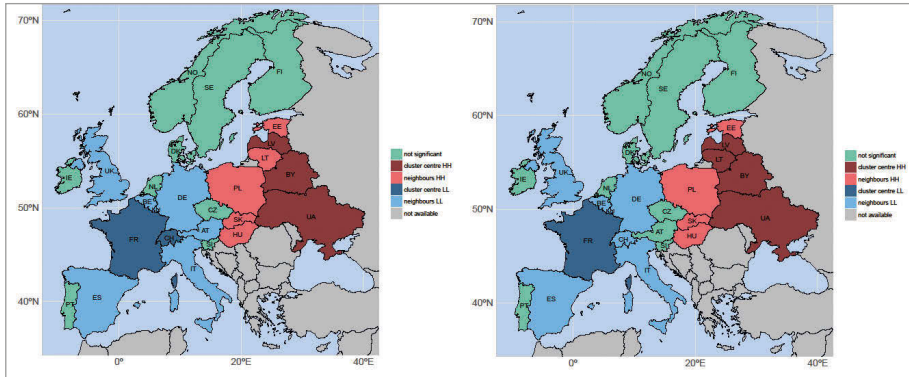 70°N
60°N
50°N
40°N
0°
20°E
40°E
NO
SE
FI
EE
LV
LT
DK
IE
UK
NL
BE
DE
PL
BY
UA
CZ
SK
AT
HU
FR
CH
IT
ES
PT
not significant
cluster centre HH
neighbours HH
cluster centre LL
neighbours LL
not available
70°N
60°N
50°N
40°N
0°
20°E
40°E
NO
SE
FI
EE
LV
LT
DK
IE
UK
NL
BE
DE
PL
BY
UA
CZ
SK
AT
HU
FR
CH
IT
ES
PT
not significant
cluster centre HH
neighbours HH
cluster centre LL
neighbours LL
not available